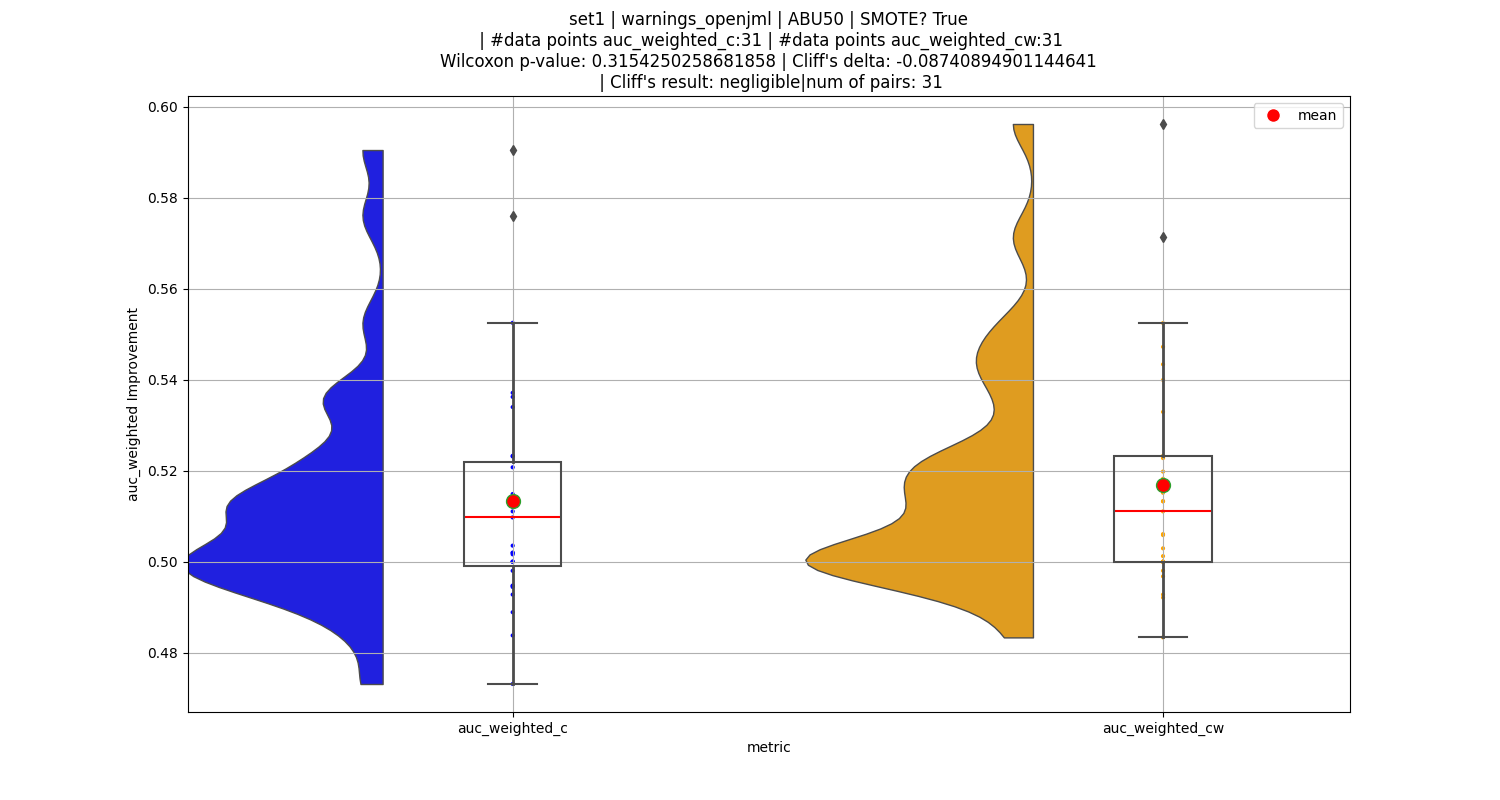 set1 | warnings_openjml | ABU50 | SMOTE? True
| #data points auc_weighted_c:31 | #data points auc_weighted_cw:31
Wilcoxon p-value: 0.3154250258681858 | Cliff's delta: -0.08740894901144641
| Cliff's result: negligible|num of pairs: 31
mean
auc_weighted Improvement
0.60
0.58
0.56
0.54
0.52
0.50
0.48
auc_weighted_c
auc_weighted_cw
metric